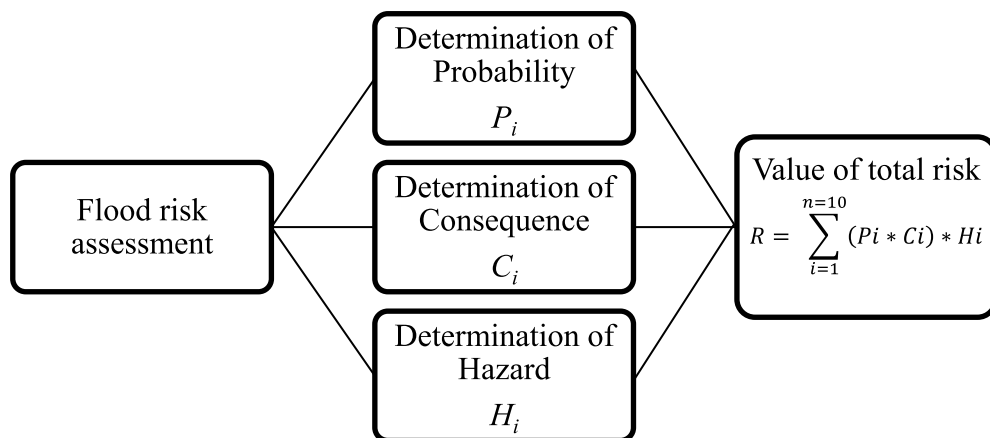 Flood risk
assessment
Determination of
Probability
P_i
Determination of
Consequence
C_i
Determination of
Hazard
H_i
Value of total risk
n=10
R = ∑ (Pi * Ci) * Hi
i=1